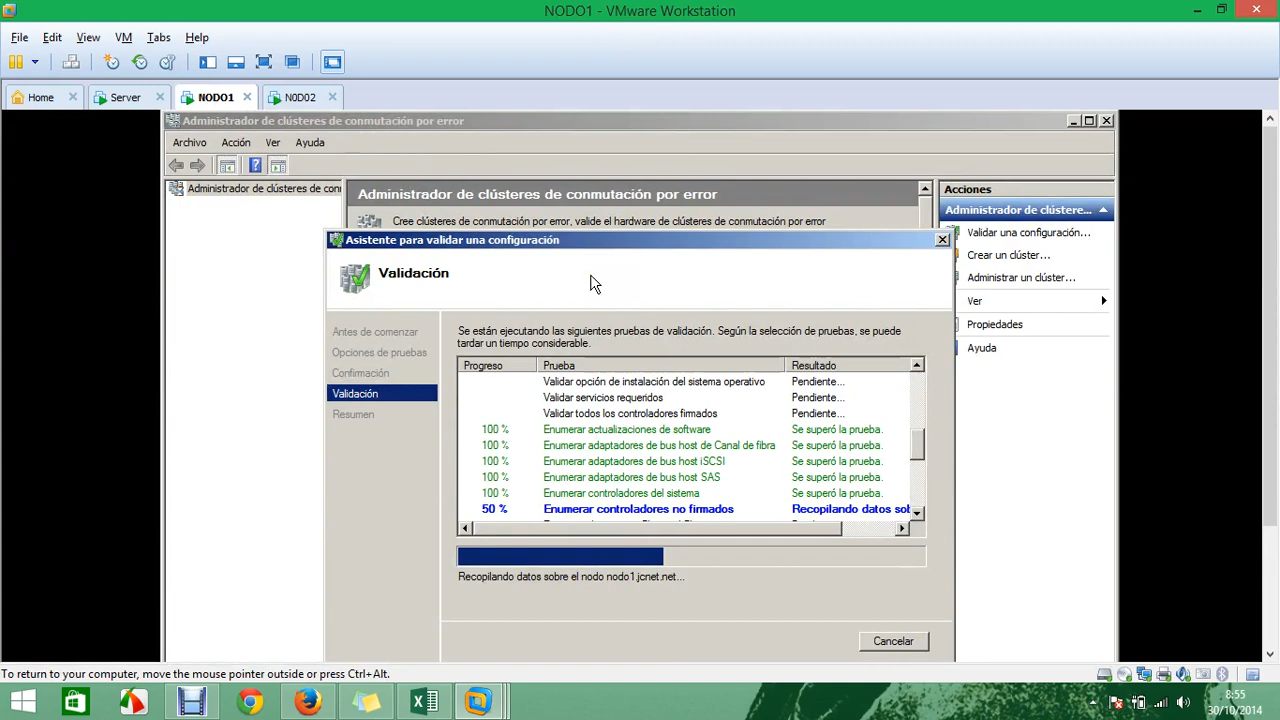 NODO1 - VMware Workstation
File Edit View VM Tabs Help
Home Server NODO1 NODO2
Administrador de clústeres de conmutación por error
Archivo Acción Ver Ayuda
Administrador de clústeres de con
Administrador de clústeres de conmutación por error
Cree clústeres de conmutación por error, valide el hardware de clústeres de conmutación por error
Acciones
Administrador de clústere...
Validar una configuración...
Crear un clúster...
Administrar un clúster...
Ver
Propiedades
Ayuda
Asistente para validar una configuración
Validación
Antes de comenzar
Opciones de pruebas
Confirmación
Validación
Resumen
Se están ejecutando las siguientes pruebas de validación. Según la selección de pruebas, se puede
tardar un tiempo considerable.
Progreso Prueba Resultado
Validar opción de instalación del sistema operativo Pendiente...
Validar servicios requeridos Pendiente...
Validar todos los controladores firmados Pendiente...
100 % Enumerar actualizaciones de software Se superó la prueba.
100 % Enumerar adaptadores de bus host de Canal de fibra Se superó la prueba.
100 % Enumerar adaptadores de bus host iSCSI Se superó la prueba.
100 % Enumerar adaptadores de bus host SAS Se superó la prueba.
100 % Enumerar controladores del sistema Se superó la prueba.
50 % Enumerar controladores no firmados Recopilando datos sol
Recopilando datos sobre el nodo nodo1.jcnet.net...
Cancelar
To return to your computer, move the mouse pointer outside or press Ctrl+Alt.
8:55
30/10/2014